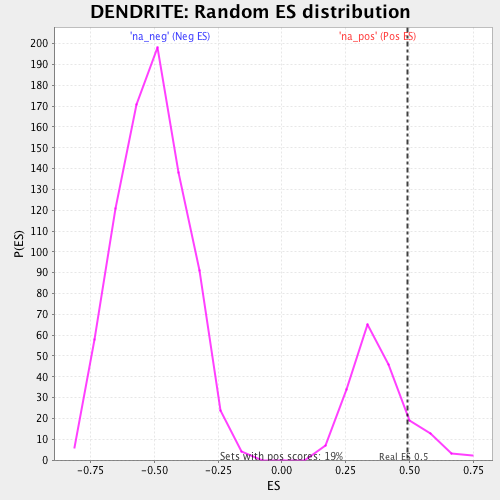 DENDRITE: Random ES distribution
'na_neg' (Neg ES)
'na_pos' (Pos ES)
200
190
180
170
160
150
140
130
120
110
100
90
80
70
60
50
40
30
20
10
0
P(ES)
Sets with pos scores: 19%
Real ES 0.5
-0.75 -0.50 -0.25 0.00 0.25 0.50 0.75
ES